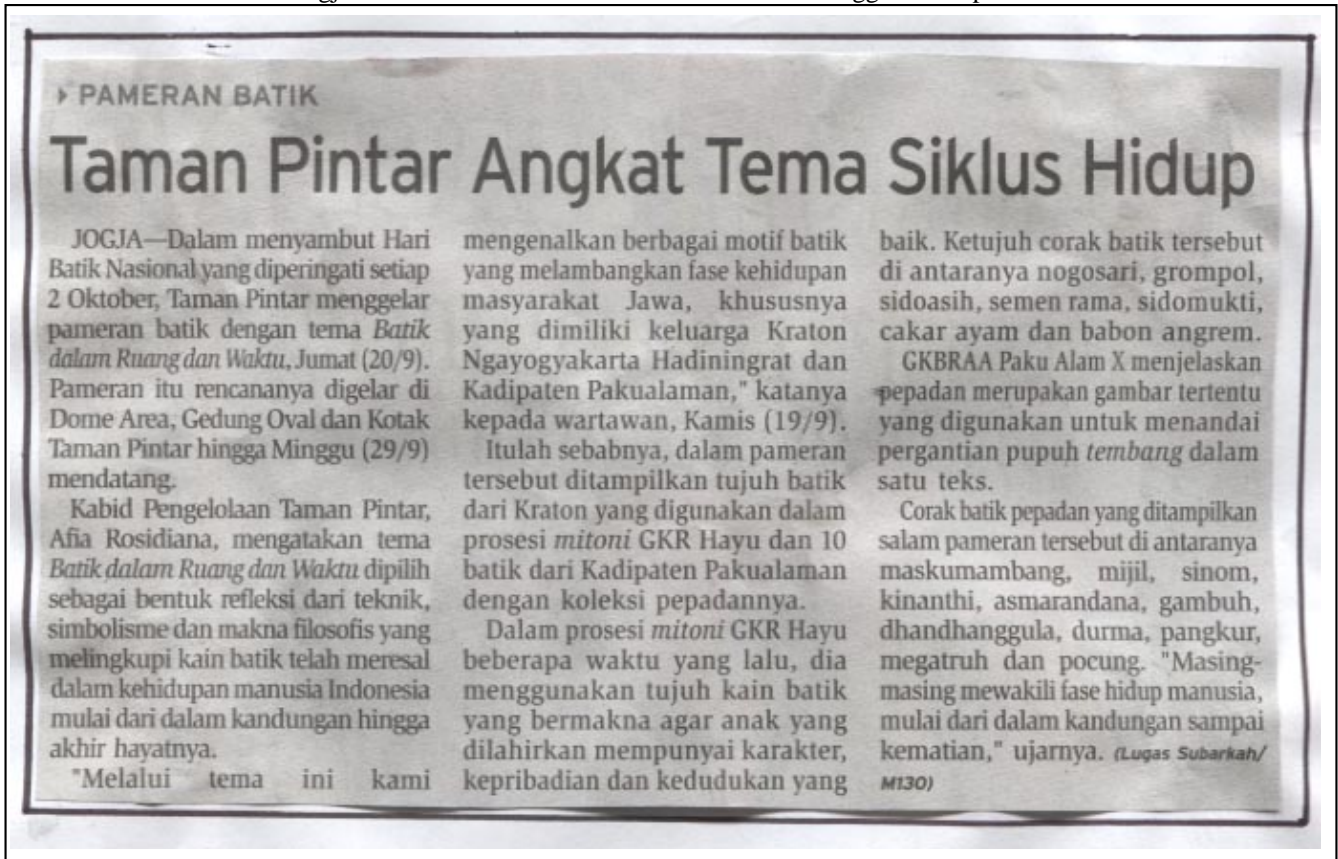 PAMERAN BATIK
Taman Pintar Angkat Tema Siklus Hidup
JOGJA—Dalam menyambut Hari
Batik Nasional yang diperingati setiap
2 Oktober, Taman Pintar menggelar
pameran batik dengan tema Batik
dalam Ruang dan Waktu, Jumat (20/9).
Pameran itu rencananya digelar di
Dome Area, Gedung Oval dan Kotak
Taman Pintar hingga Minggu (29/9)
mendatang.
Kabid Pengelolaan Taman Pintar,
Afia Rosidiana, mengatakan tema
Batik dalam Ruang dan Waktu dipilih
sebagai bentuk refleksi dari teknik,
simbolisme dan makna filosofis yang
melingkupi kain batik telah meresal
dalam kehidupan manusia Indonesia
mulai dari dalam kandungan hingga
akhir hayatnya.
"Melalui tema ini kami
mengenalkan berbagai motif batik
yang melambangkan fase kehidupan
masyarakat Jawa, khususnya
yang dimiliki keluarga Kraton
Ngayogyakarta Hadiningrat dan
Kadipaten Pakualaman," katanya
kepada wartawan, Kamis (19/9).
Itulah sebabnya, dalam pameran
tersebut ditampilkan tujuh batik
dari Kraton yang digunakan dalam
prosesi mitoni GKR Hayu dan 10
batik dari Kadipaten Pakualaman
dengan koleksi pepadannya.
Dalam prosesi mitoni GKR Hayu
beberapa waktu yang lalu, dia
menggunakan tujuh kain batik
yang bermakna agar anak yang
dilahirkan mempunyai karakter,
kepribadian dan kedudukan yang
baik. Ketujuh corak batik tersebut
di antaranya nogosari, grompol,
sidoasih, semen rama, sidomukti,
cakar ayam dan babon angrem.
GKBRAA Paku Alam X menjelaskan
pepadan merupakan gambar tertentu
yang digunakan untuk menandai
pergantian pupuh tembang dalam
satu teks.
Corak batik pepadan yang ditampilkan
salam pameran tersebut di antaranya
maskumambang, mijil, sinom,
kinanthi, asmarandana, gambuh,
dhandhanggula, durma, pangkur,
megatruh dan pocung. "Masing-
masing mewakili fase hidup manusia,
mulai dari dalam kandungan sampai
kematian," ujarnya. (Lugas Subarkah/
M130)